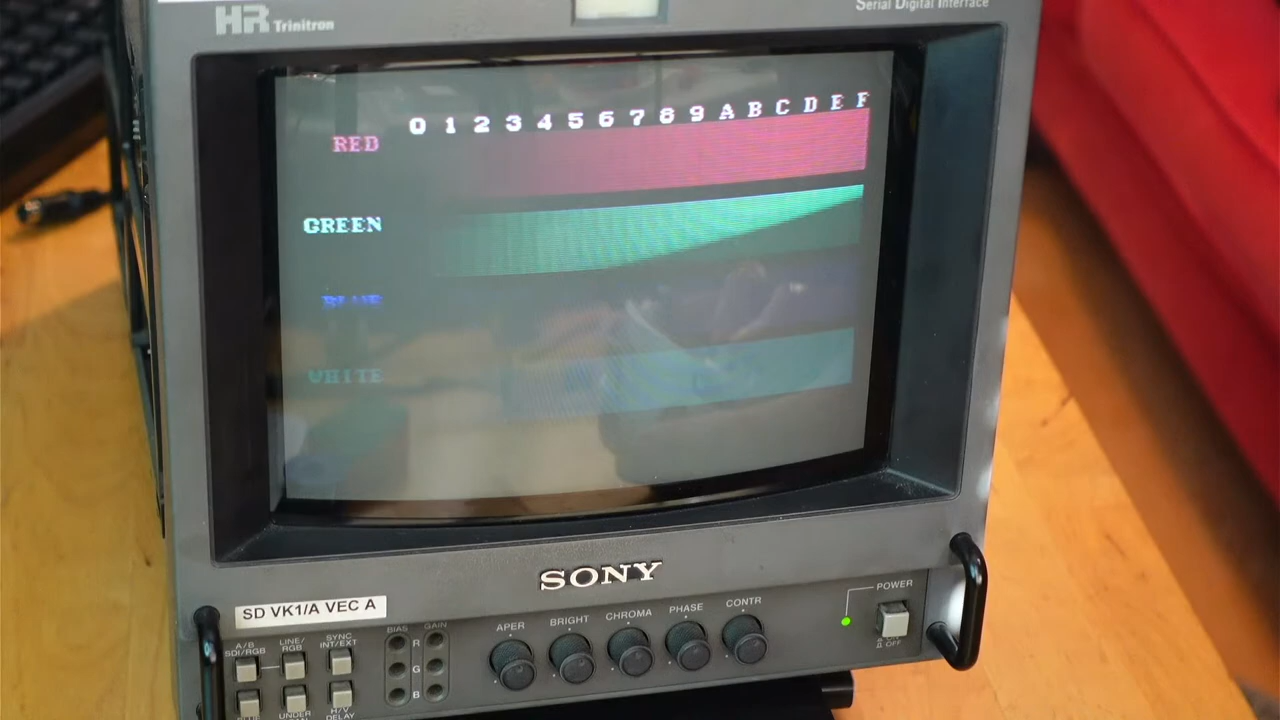 HR Trinitron
Serial Digital Interface
0 1 2 3 4 5 6 7 8 9 A B C D E F
RED
GREEN
BLUE
WHITE
SONY
SD VK1/A VEC A
POWER
OFF
APER BRIGHT CHROMA PHASE CONTR
BIAS GAIN
R
G
B
A/B
SDI/RGB
LINE/
RGB
SYNC
INT/EXT
UNDER
H/V
DELAY